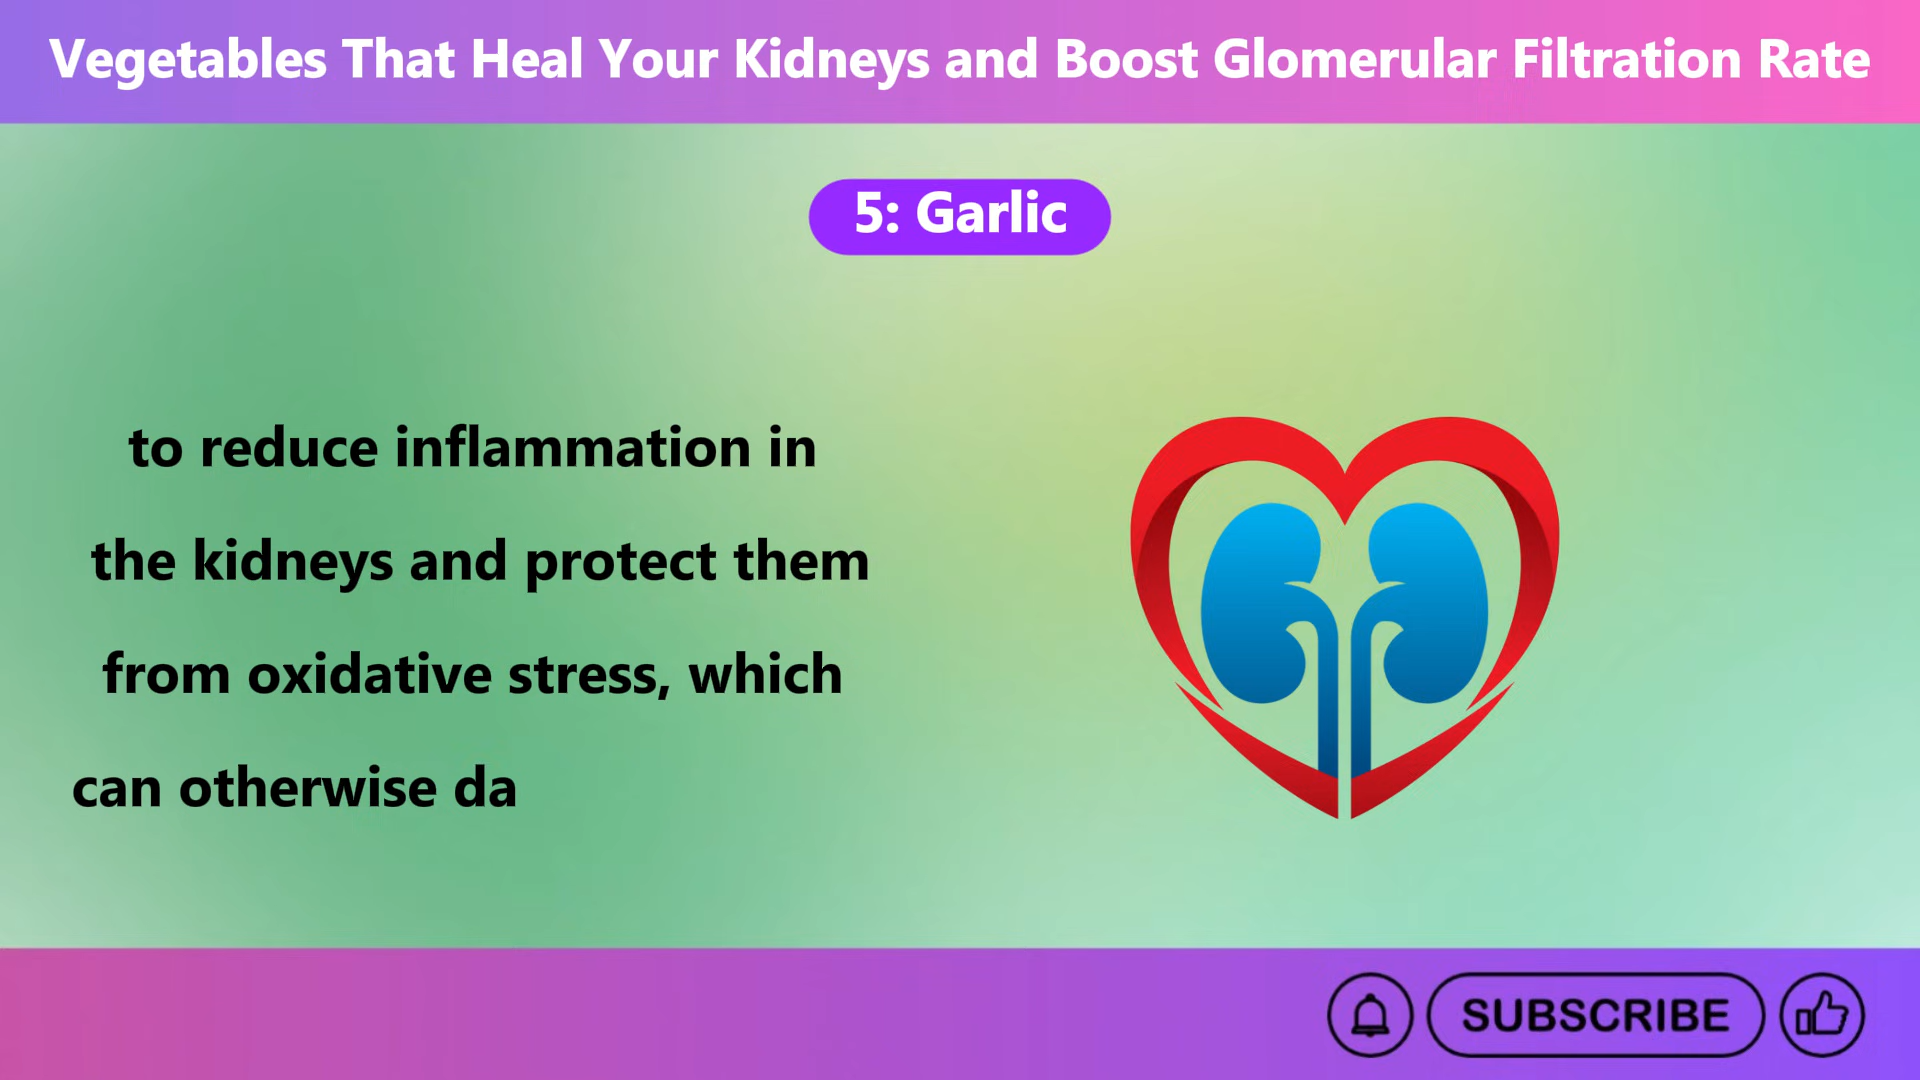 Vegetables That Heal Your Kidneys and Boost Glomerular Filtration Rate
5: Garlic
to reduce inflammation in
the kidneys and protect them
from oxidative stress, which
can otherwise da
SUBSCRIBE